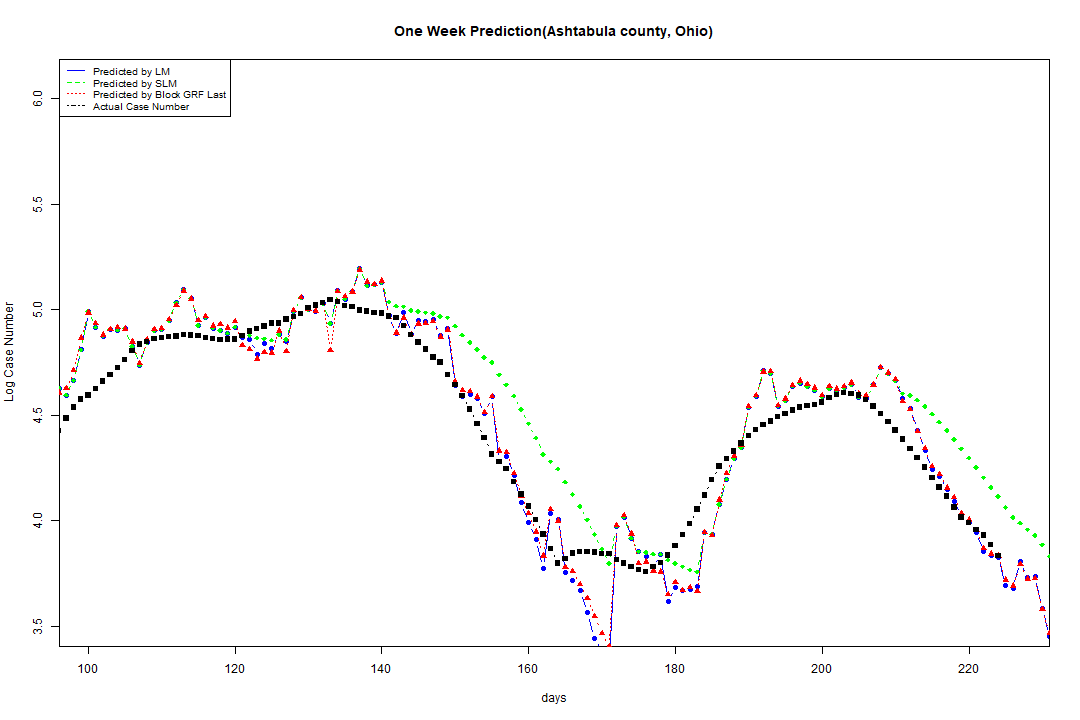 One Week Prediction(Ashtabula county, Ohio)
Predicted by LM
Predicted by SLM
Predicted by Block GRF Last
Actual Case Number
Log Case Number
6.0
5.5
5.0
4.5
4.0
3.5
100 120 140 160 180 200 220
days